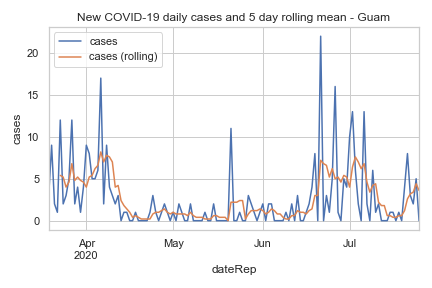 New COVID-19 daily cases and 5 day rolling mean - Guam
cases
cases (rolling)
cases
20
15
10
5
0
Apr
2020
May
Jun
Jul
dateRep